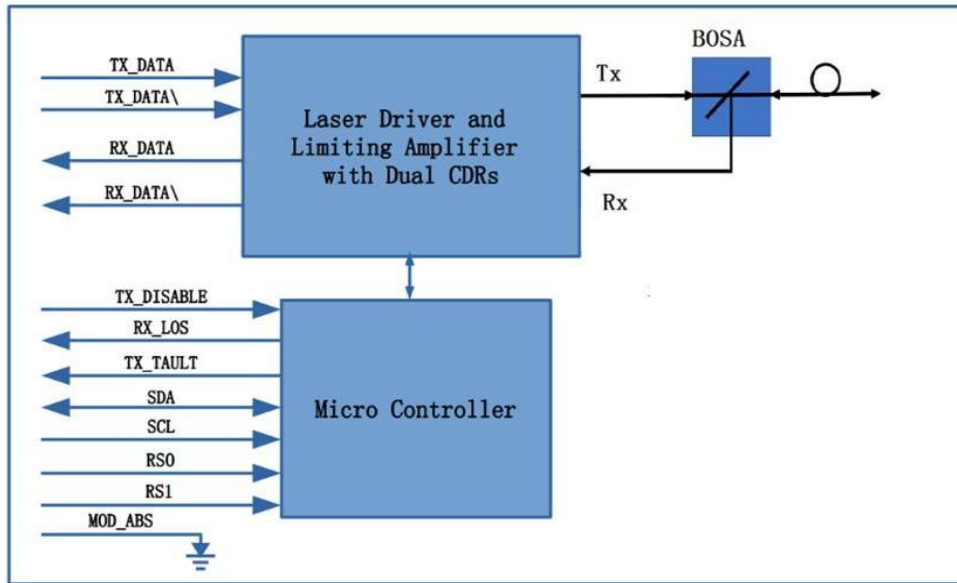 BOSA
TX_DATA
Tx
TX_DATA\
Laser Driver and
Limiting Amplifier
with Dual CDRs
RX_DATA
RX_DATA\
Rx
TX_DISABLE
RX_LOS
TX_TAULT
SDA
Micro Controller
SCL
RS0
RS1
MOD_ABS